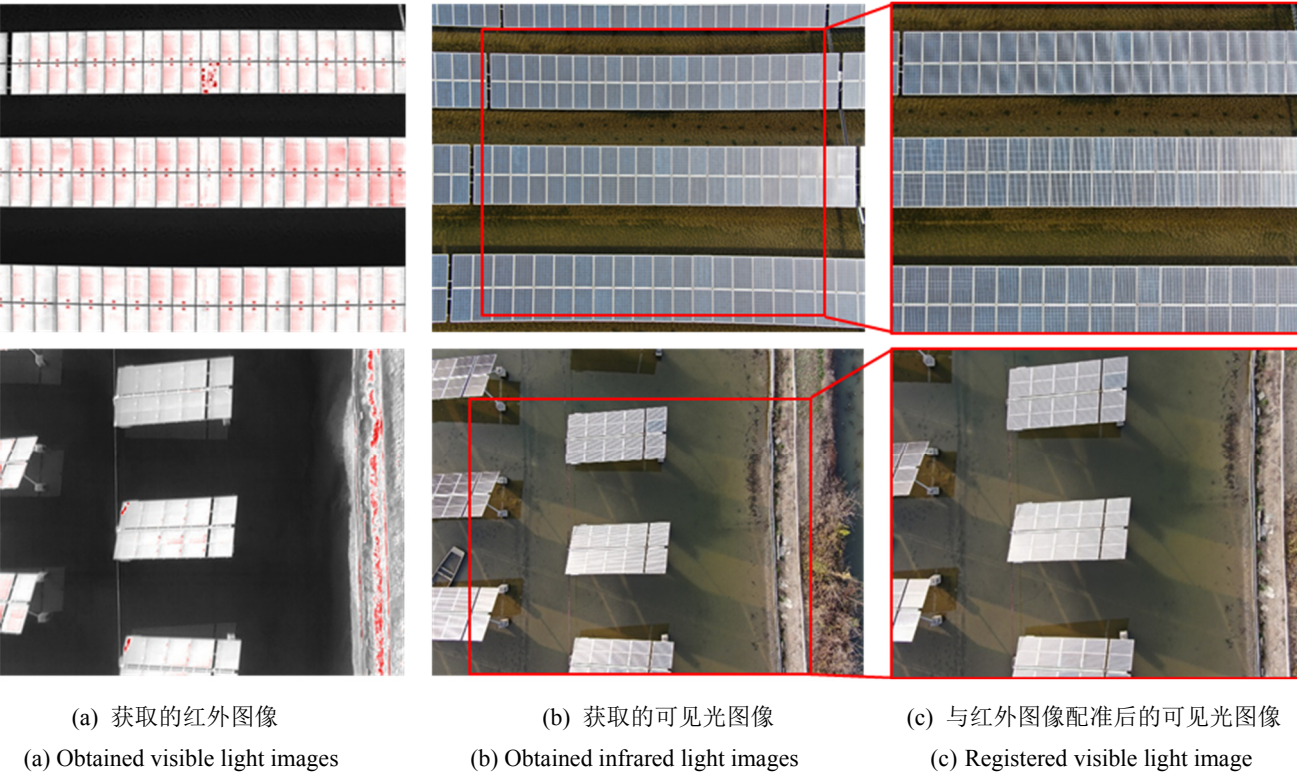 (a) 获取的红外图像
(b) 获取的可见光图像
(c) 与红外图像配准后的可见光图像
(a) Obtained visible light images
(b) Obtained infrared light images
(c) Registered visible light image